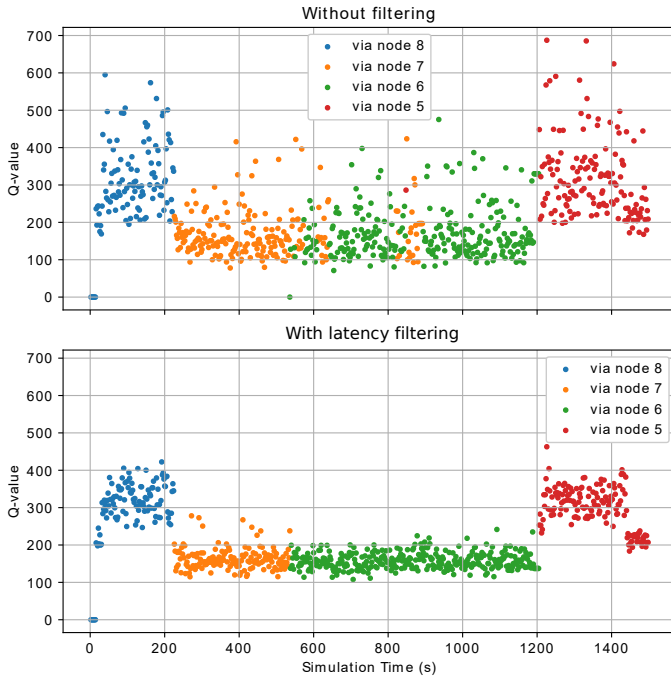 Without filtering
700
600
500
400
300
200
100
0
Q-value
via node 8
via node 7
via node 6
via node 5
With latency filtering
700
600
500
400
300
200
100
0
Q-value
via node 8
via node 7
via node 6
via node 5
0 200 400 600 800 1000 1200 1400
Simulation Time (s)